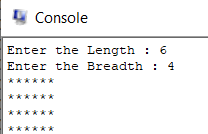 Console
Enter the Length : 6
Enter the Breadth : 4
******
******
******
******